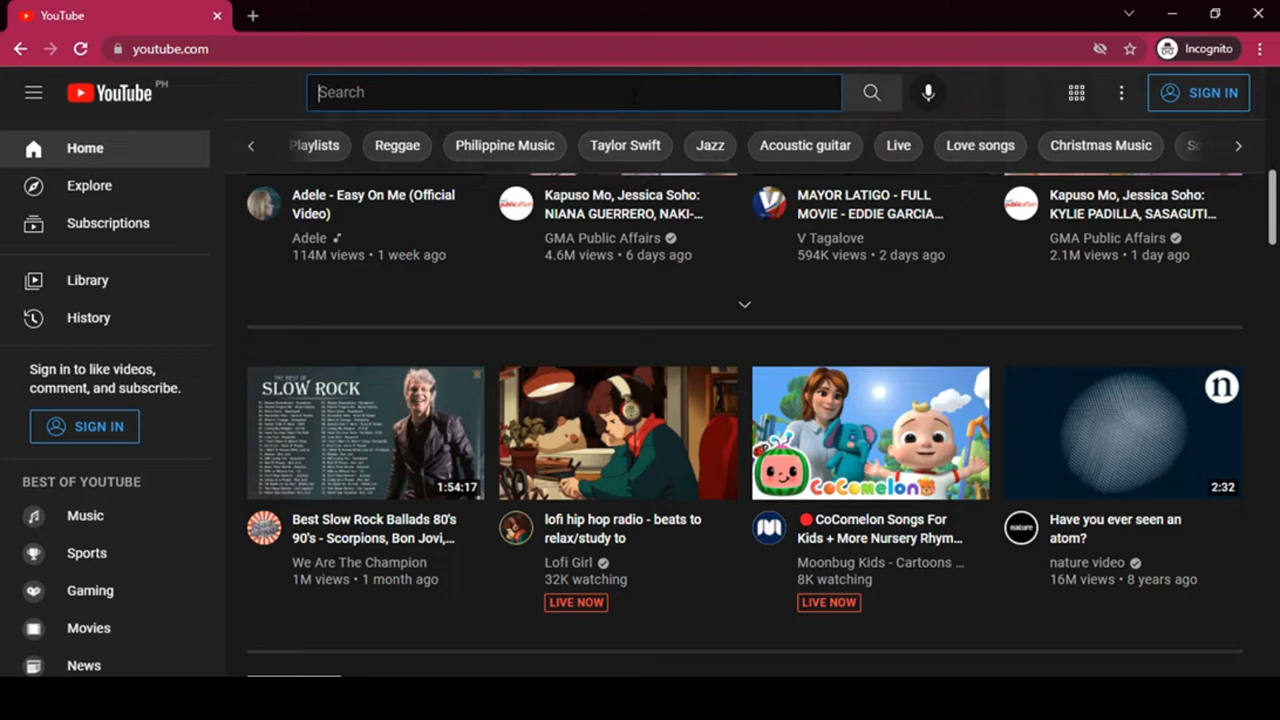 YouTube
youtube.com
Incognito
YouTube PH
Search
SIGN IN
Home
Explore
Subscriptions
Library
History
Sign in to like videos,
comment, and subscribe.
SIGN IN
BEST OF YOUTUBE
Music
Sports
Gaming
Movies
News
Playlists
Reggae
Philippine Music
Taylor Swift
Jazz
Acoustic guitar
Live
Love songs
Christmas Music
Adele - Easy On Me (Official
Video)
Adele
114M views • 1 week ago
Kapuso Mo, Jessica Soho:
NIANA GUERRERO, NAKI-...
GMA Public Affairs
4.6M views • 6 days ago
MAYOR LATIGO - FULL
MOVIE - EDDIE GARCIA...
V Tagalove
594K views • 2 days ago
Kapuso Mo, Jessica Soho:
KYLIE PADILLA, SASAGUTI...
GMA Public Affairs
2.1M views • 1 day ago
THE BEST OF
SLOW ROCK
1:54:17
Best Slow Rock Ballads 80's
90's - Scorpions, Bon Jovi,...
We Are The Champion
1M views • 1 month ago
lofi hip hop radio - beats to
relax/study to
Lofi Girl
32K watching
LIVE NOW
CoComelon
CoComelon Songs For
Kids + More Nursery Rhym...
Moonbug Kids - Cartoons ...
8K watching
LIVE NOW
n
2:32
nature
Have you ever seen an
atom?
nature video
16M views • 8 years ago